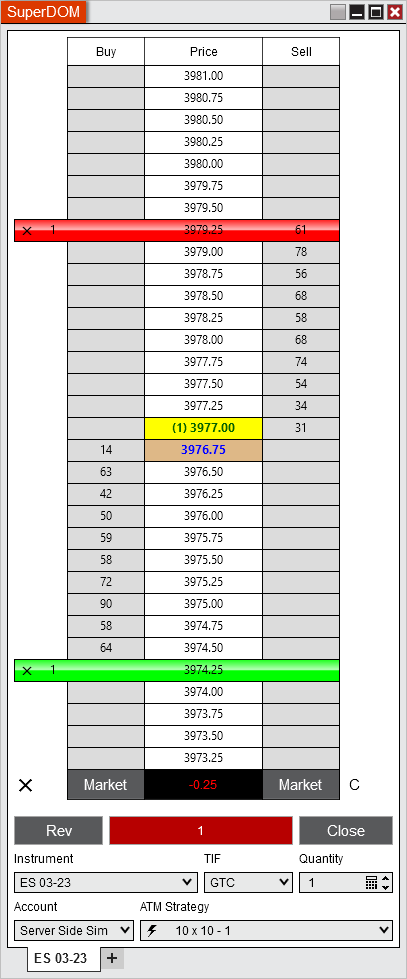 SuperDOM
Buy Price Sell
3981.00
3980.75
3980.50
3980.25
3980.00
3979.75
3979.50
1 3979.25 61
3979.00 78
3978.75 56
3978.50 68
3978.25 58
3978.00 68
3977.75 74
3977.50 54
3977.25 34
(1) 3977.00 31
14 3976.75
63 3976.50
42 3976.25
50 3976.00
59 3975.75
58 3975.50
72 3975.25
90 3975.00
58 3974.75
64 3974.50
1 3974.25
3974.00
3973.75
3973.50
3973.25
Market -0.25 Market C
Rev 1 Close
Instrument TIF Quantity
ES 03-23 GTC 1
Account ATM Strategy
Server Side Sim 10 x 10 - 1
ES 03-23 +